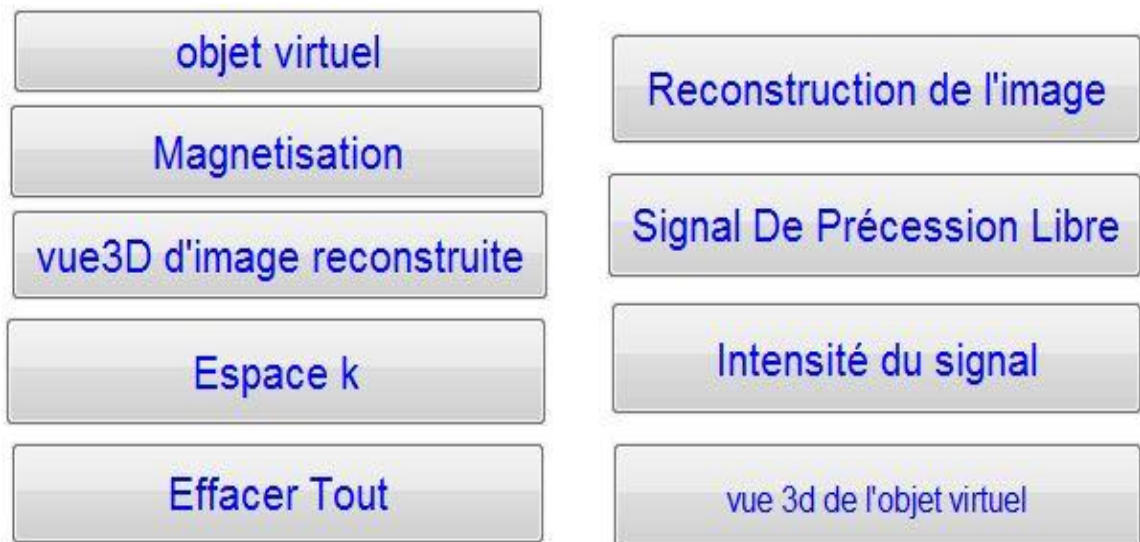 objet virtuel
Magnetisation
vue3D d'image reconstruite
Espace k
Effacer Tout
Reconstruction de l'image
Signal De Précession Libre
Intensité du signal
vue 3d de l'objet virtuel